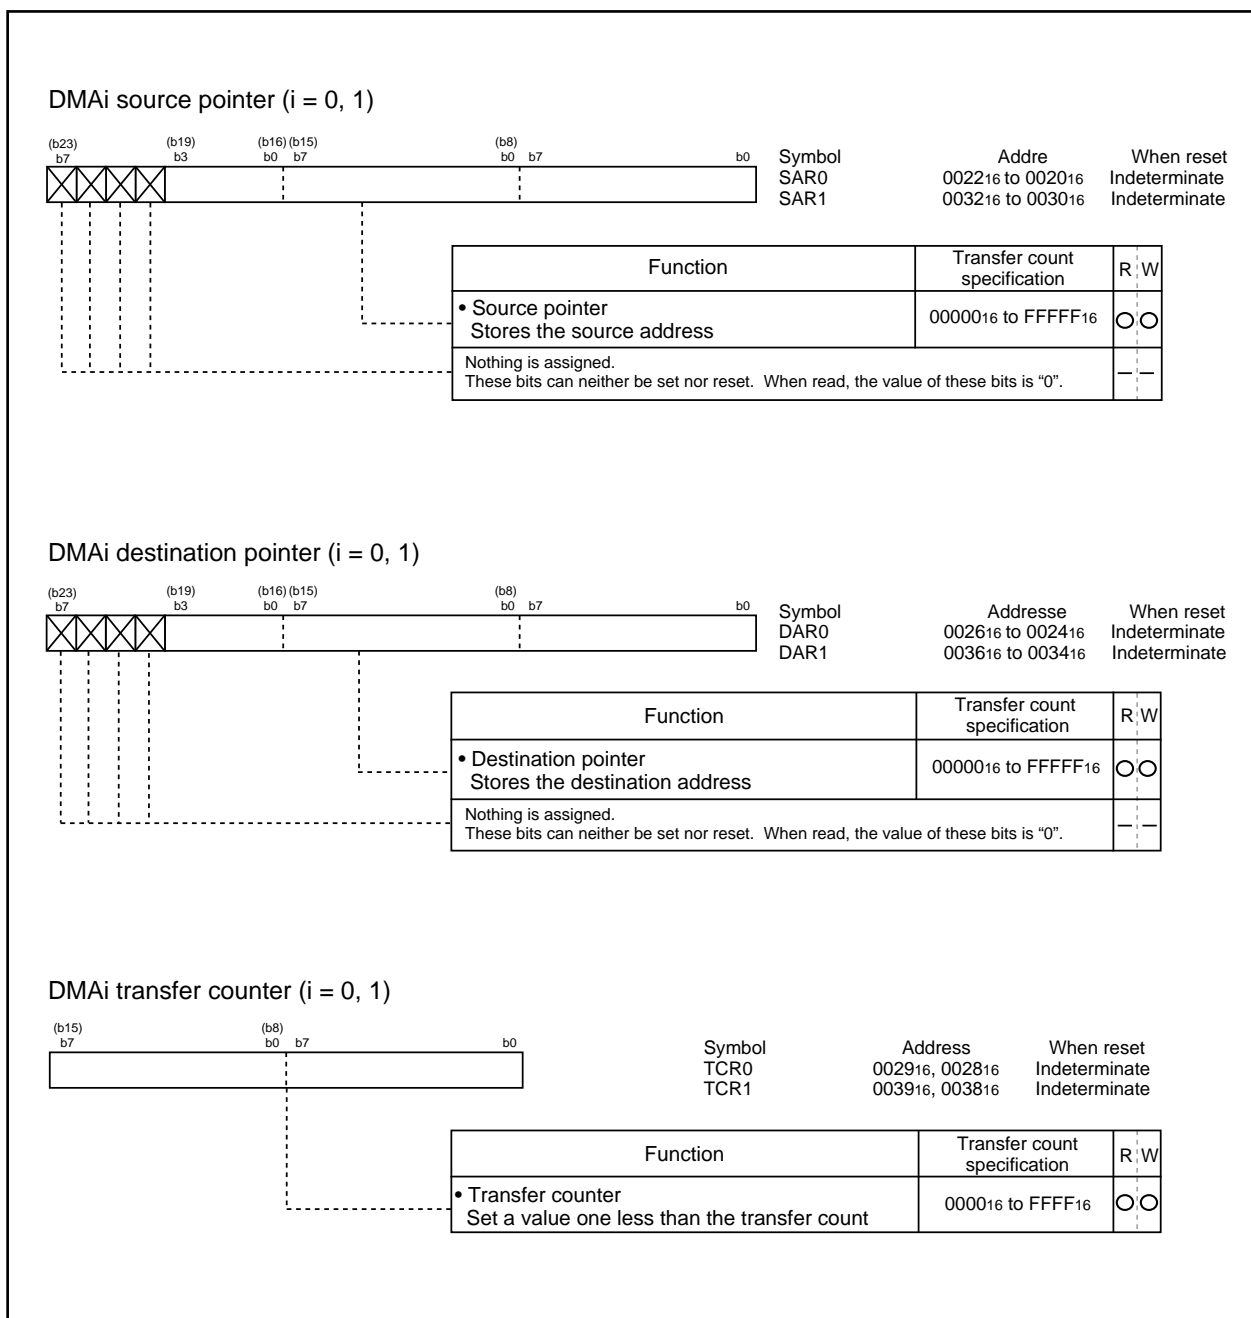 DMAi source pointer (i = 0, 1)
(b23) (b19) (b16)(b15) (b8)
b7 b3 b0 b7 b0 b7 b0
Symbol Addre When reset
SAR0 002216 to 002016 Indeterminate
SAR1 003216 to 003016 Indeterminate
Function Transfer count specification R W
• Source pointer
Stores the source address 0000016 to FFFFF16
Nothing is assigned.
These bits can neither be set nor reset. When read, the value of these bits is “0”.
DMAi destination pointer (i = 0, 1)
(b23) (b19) (b16)(b15) (b8)
b7 b3 b0 b7 b0 b7 b0
Symbol Addresse When reset
DAR0 002616 to 002416 Indeterminate
DAR1 003616 to 003416 Indeterminate
Function Transfer count specification R W
• Destination pointer
Stores the destination address 0000016 to FFFFF16
Nothing is assigned.
These bits can neither be set nor reset. When read, the value of these bits is “0”.
DMAi transfer counter (i = 0, 1)
(b15) (b8)
b7 b0 b7 b0
Symbol Address When reset
TCR0 002916, 002816 Indeterminate
TCR1 003916, 003816 Indeterminate
Function Transfer count specification R W
• Transfer counter
Set a value one less than the transfer count 000016 to FFFF16